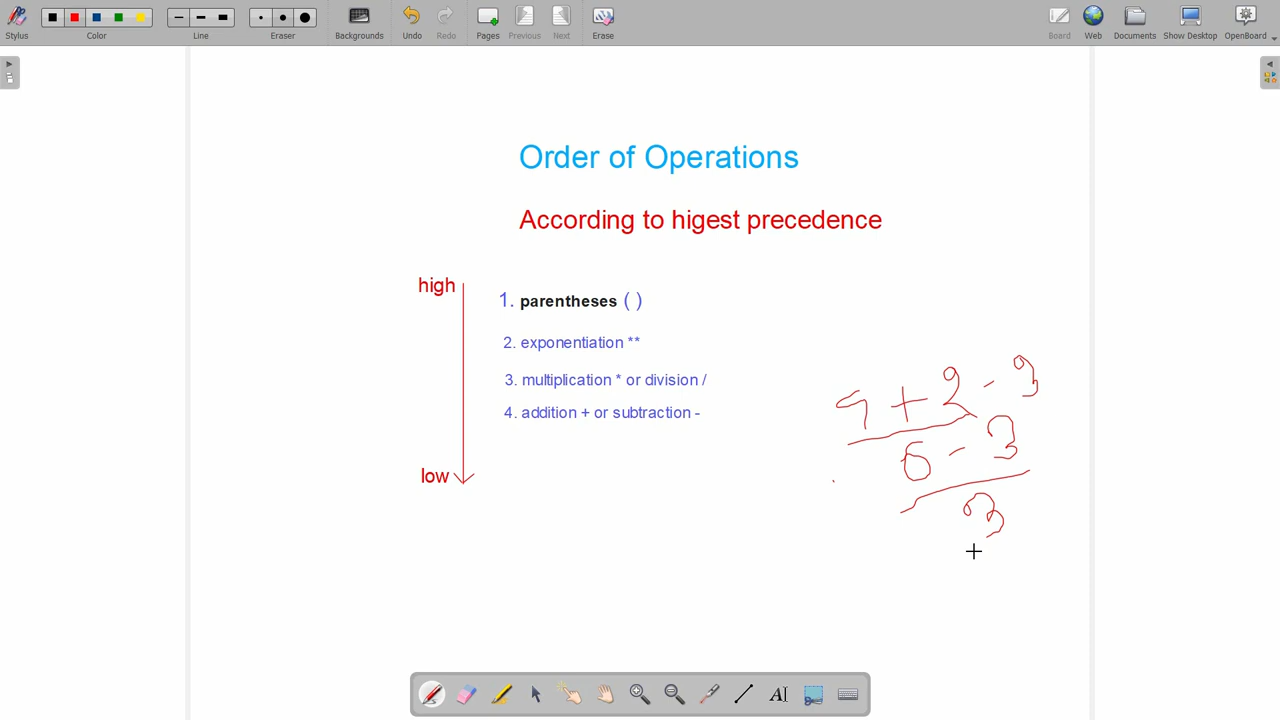 Stylus Color Line Eraser Backgrounds Undo Redo Pages Previous Next Erase Board Web Documents Show Desktop OpenBoard
Order of Operations
According to higest precedence
high
1. parentheses ( )
2. exponentiation **
3. multiplication * or division /
4. addition + or subtraction -
low
4 + 2 - 3
6 - 3
3